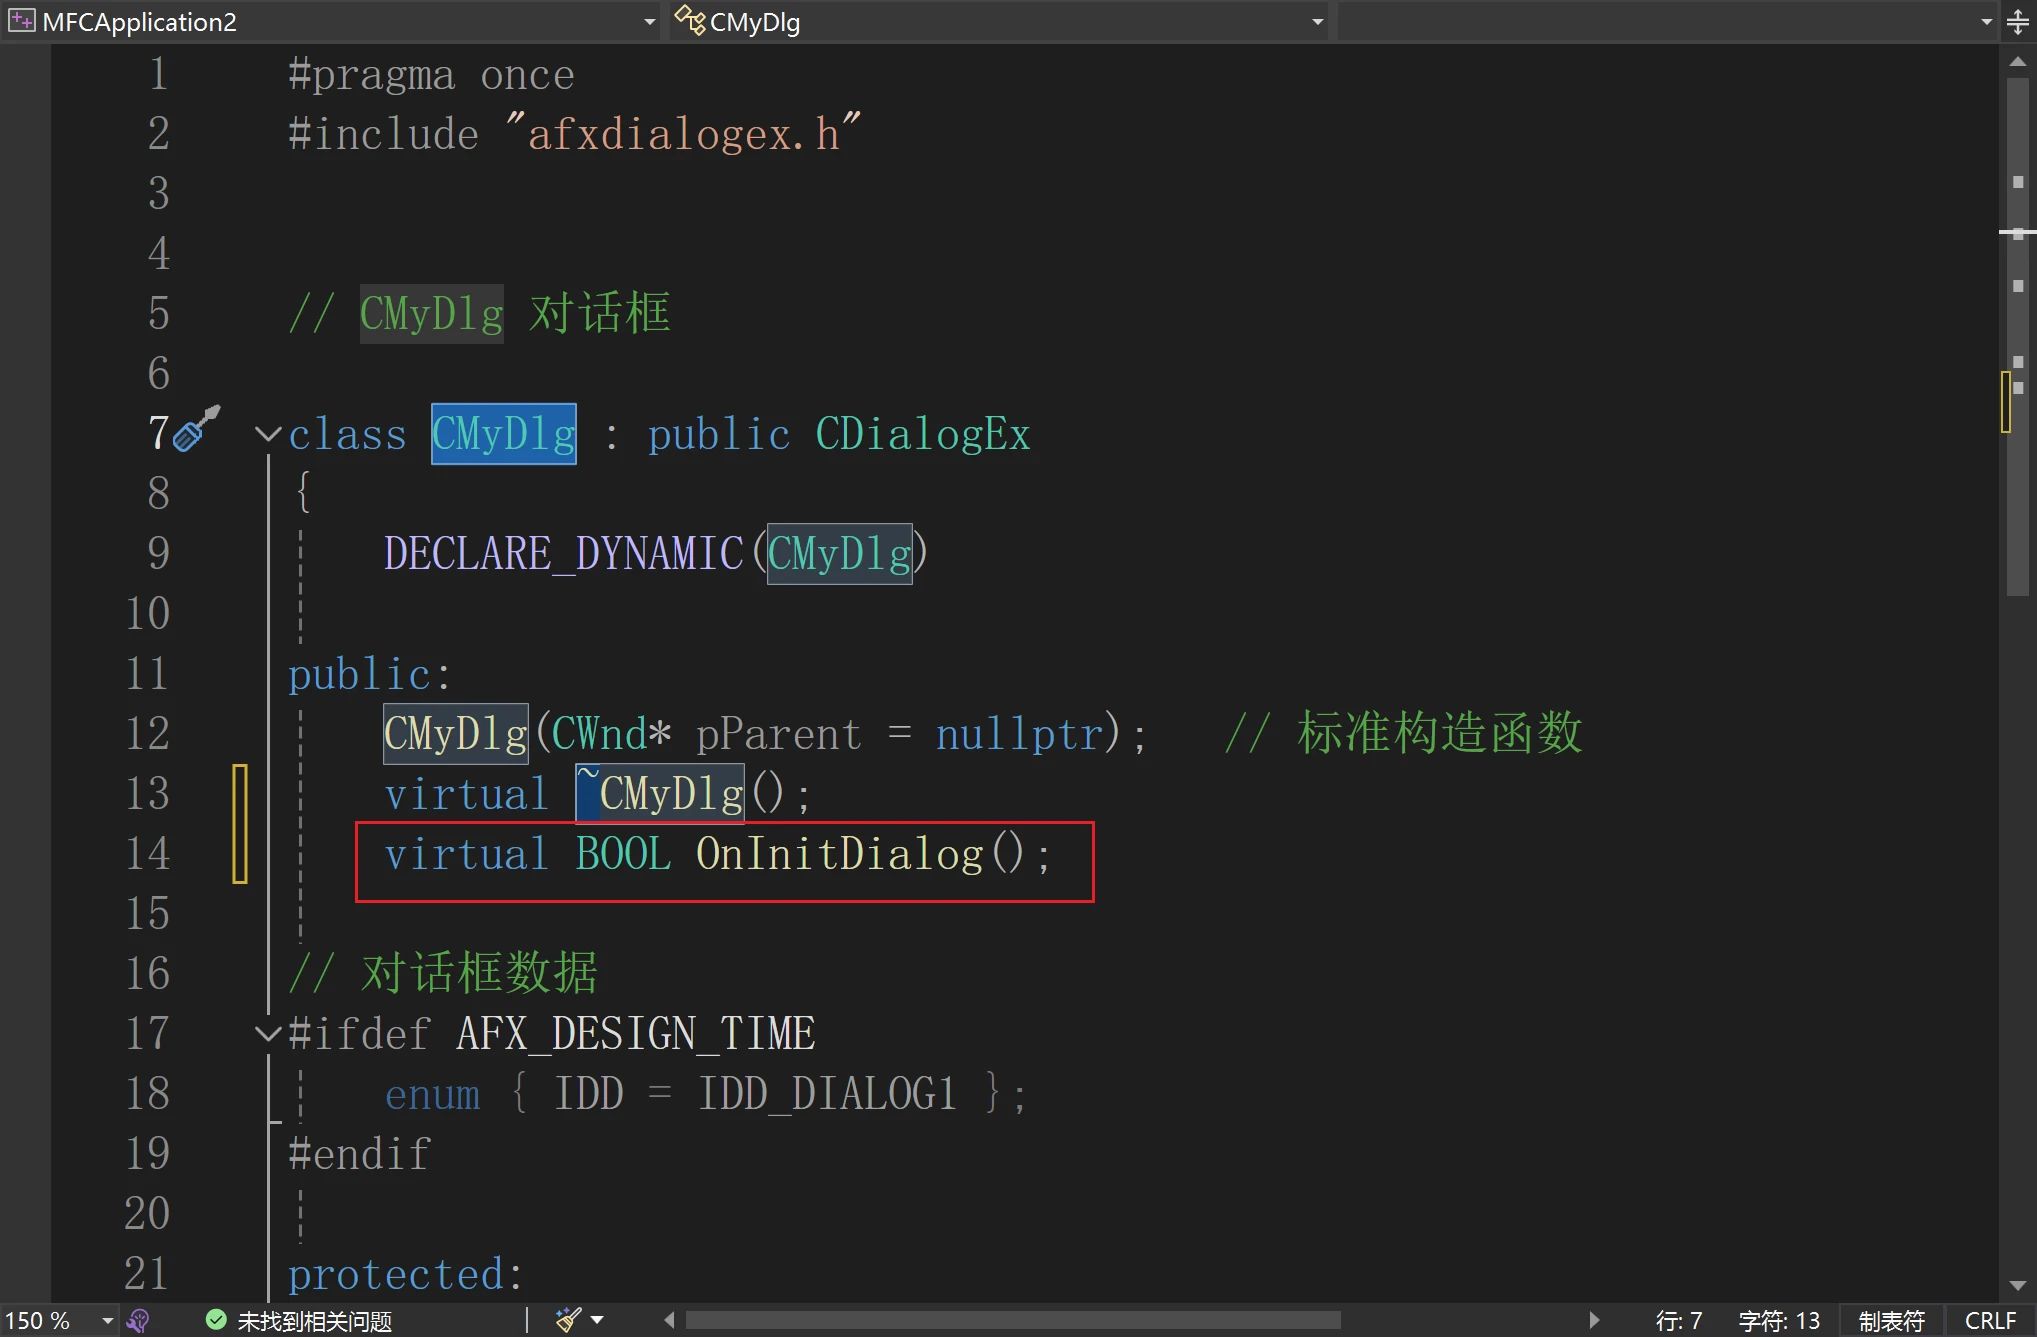 MFCApplication2 CMyDlg
1 #pragma once
2 #include "afxdialogex.h"
3
4
5 // CMyDlg 对话框
6
7 class CMyDlg : public CDialogEx
8 {
9 DECLARE_DYNAMIC(CMyDlg)
10
11 public:
12 CMyDlg(CWnd* pParent = nullptr); // 标准构造函数
13 virtual ~CMyDlg();
14 virtual BOOL OnInitDialog();
15
16 // 对话框数据
17 #ifdef AFX_DESIGN_TIME
18 enum { IDD = IDD_DIALOG1 };
19 #endif
20
21 protected:
150 % 未找到相关问题 行: 7 字符: 13 制表符 CRLF